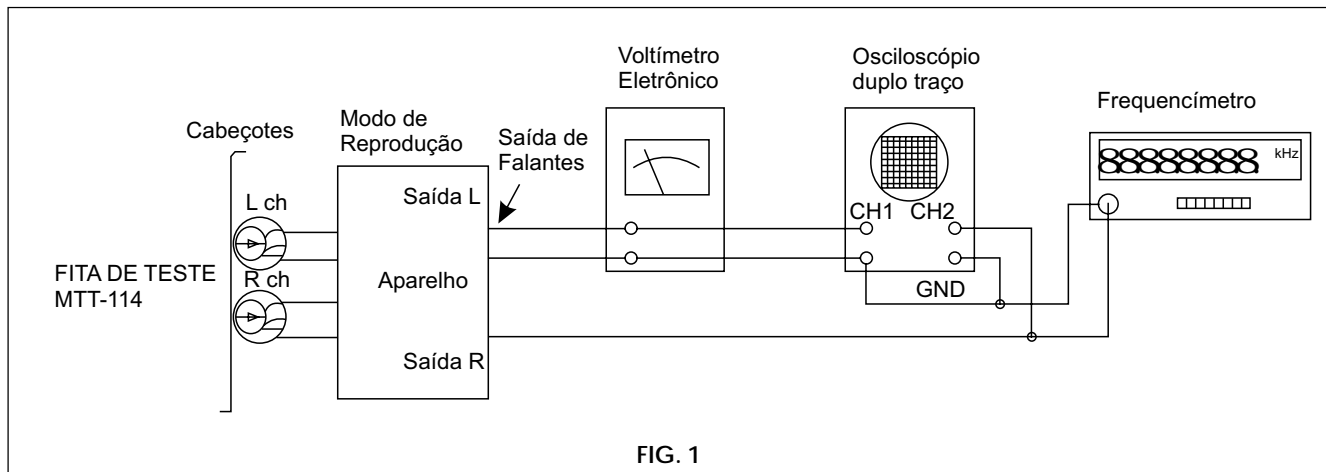 Voltímetro
Eletrônico
Osciloscópio
duplo traço
Frequencímetro
Cabeçotes
Modo de
Reprodução
Saída de
Falantes
kHz
88888888
L ch
Saída L
CH1 CH2
FITA DE TESTE
MTT-114
R ch
Aparelho
GND
Saída R
FIG. 1